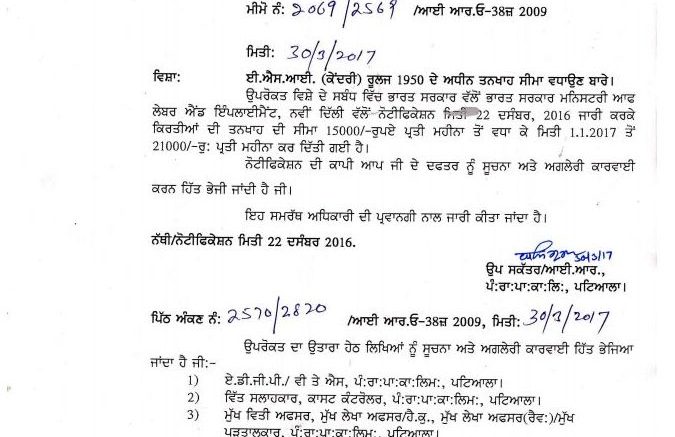 ਮੀਮੋ ਨੰ: 2069/2569 /ਆਈ ਆਰ.ਓ-38ਜ਼ 2009
ਮਿਤੀ: 30/3/2017
ਵਿਸ਼ਾ: ਈ.ਐਸ.ਆਈ. (ਕੇਂਦਰੀ) ਰੂਲਜ 1950 ਦੇ ਅਧੀਨ ਤਨਖਾਹ ਸੀਮਾ ਵਧਾਉਣ ਬਾਰੇ।
ਉਪਰੋਕਤ ਵਿਸ਼ੇ ਦੇ ਸਬੰਧ ਵਿੱਚ ਭਾਰਤ ਸਰਕਾਰ ਵੱਲੋਂ ਭਾਰਤ ਸਰਕਾਰ ਮਨਿਸਟਰੀ ਆਫ
ਲੇਬਰ ਐਂਡ ਇੰਪਲਾਈਮੈਂਟ, ਨਵੀਂ ਦਿੱਲੀ ਵੱਲੋਂ ਨੋਟੀਫਿਕੇਸ਼ਨ ਮਿਤੀ 22 ਦਸੰਬਰ, 2016 ਜਾਰੀ ਕਰਕੇ
ਕਿਰਤੀਆਂ ਦੀ ਤਨਖਾਹ ਦੀ ਸੀਮਾ 15000/-ਰੁਪਏ ਪ੍ਰਤੀ ਮਹੀਨਾ ਤੋਂ ਵਧਾ ਕੇ ਮਿਤੀ 1.1.2017 ਤੋਂ
21000/-ਰੁ: ਪ੍ਰਤੀ ਮਹੀਨਾ ਕਰ ਦਿੱਤੀ ਗਈ ਹੈ।
ਨੋਟੀਫਿਕੇਸ਼ਨ ਦੀ ਕਾਪੀ ਆਪ ਜੀ ਦੇ ਦਫਤਰ ਨੂੰ ਸੂਚਨਾ ਅਤੇ ਅਗਲੇਰੀ ਕਾਰਵਾਈ
ਕਰਨ ਹਿੱਤ ਭੇਜੀ ਜਾਂਦੀ ਹੈ ਜੀ।
ਇਹ ਸਮਰੱਥ ਅਧਿਕਾਰੀ ਦੀ ਪ੍ਰਵਾਨਗੀ ਨਾਲ ਜਾਰੀ ਕੀਤਾ ਜਾਂਦਾ ਹੈ।
ਨੱਥੀ/ਨੋਟੀਫਿਕੇਸ਼ਨ ਮਿਤੀ 22 ਦਸੰਬਰ 2016.
ਉਪ ਸਕੱਤਰ/ਆਈ.ਆਰ.,
ਪੰ:ਰਾ:ਪਾ:ਕਾ:ਲਿ:, ਪਟਿਆਲਾ।
ਪਿੱਠ ਅੰਕਣ ਨੰ: 2570/2820 /ਆਈ ਆਰ.ਓ-38ਜ਼ 2009, ਮਿਤੀ: 30/3/2017
ਉਪਰੋਕਤ ਦਾ ਉਤਾਰਾ ਹੇਠ ਲਿਖਿਆਂ ਨੂੰ ਸੂਚਨਾ ਅਤੇ ਅਗਲੇਰੀ ਕਾਰਵਾਈ ਹਿੱਤ ਭੇਜਿਆ
ਜਾਂਦਾ ਹੈ ਜੀ:-
1) ਏ.ਡੀ.ਜੀ.ਪੀ./ ਵੀ ਤੇ ਐਸ, ਪੰ:ਰਾ:ਪਾ:ਕਾ:ਲਿਮ:, ਪਟਿਆਲਾ।
2) ਵਿੱਤ ਸਲਾਹਕਾਰ, ਕਾਸਟ ਕੰਟਰੋਲਰ, ਪੰ:ਰਾ:ਪਾ:ਕਾ:ਲਿਮ:, ਪਟਿਆਲਾ।
3) ਮੁੱਖ ਵਿਤੀ ਅਫਸਰ, ਮੁੱਖ ਲੇਖਾ ਅਫਸਰ/ਹੈ.ਕੁ., ਮੁੱਖ ਲੇਖਾ ਅਫਸਰ(ਰੈਵ:)/ਮੁੱਖ
ਪੜਤਾਲਕਾਰ, ਪੰ:ਰਾ:ਪਾ:ਕਾ:ਲਿਮ:, ਪਟਿਆਲਾ।